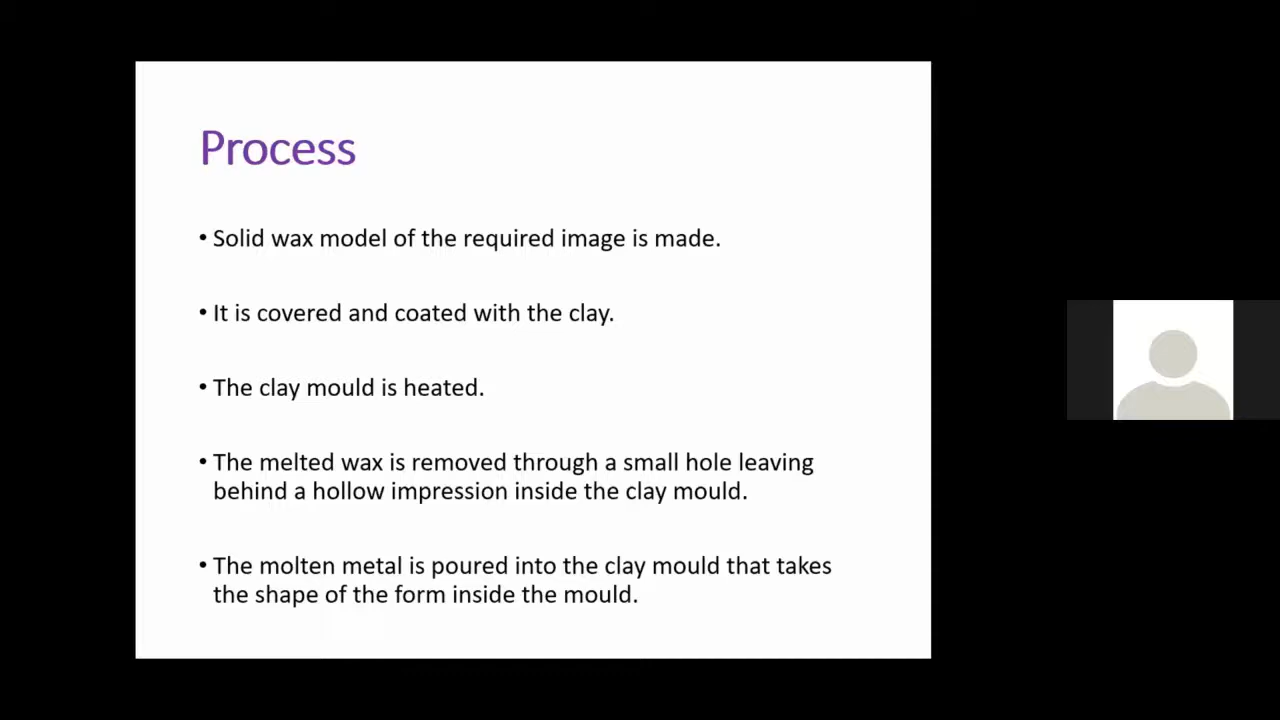 Process
• Solid wax model of the required image is made.
• It is covered and coated with the clay.
• The clay mould is heated.
• The melted wax is removed through a small hole leaving
behind a hollow impression inside the clay mould.
• The molten metal is poured into the clay mould that takes
the shape of the form inside the mould.